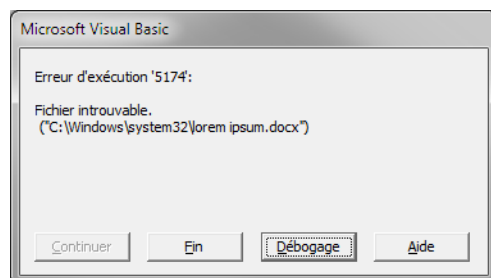 Microsoft Visual Basic
Erreur d'exécution '5174':
Fichier introuvable.
("C:\Windows\system32\lorem ipsum.docx")
Continuer
Fin
Débogage
Aide